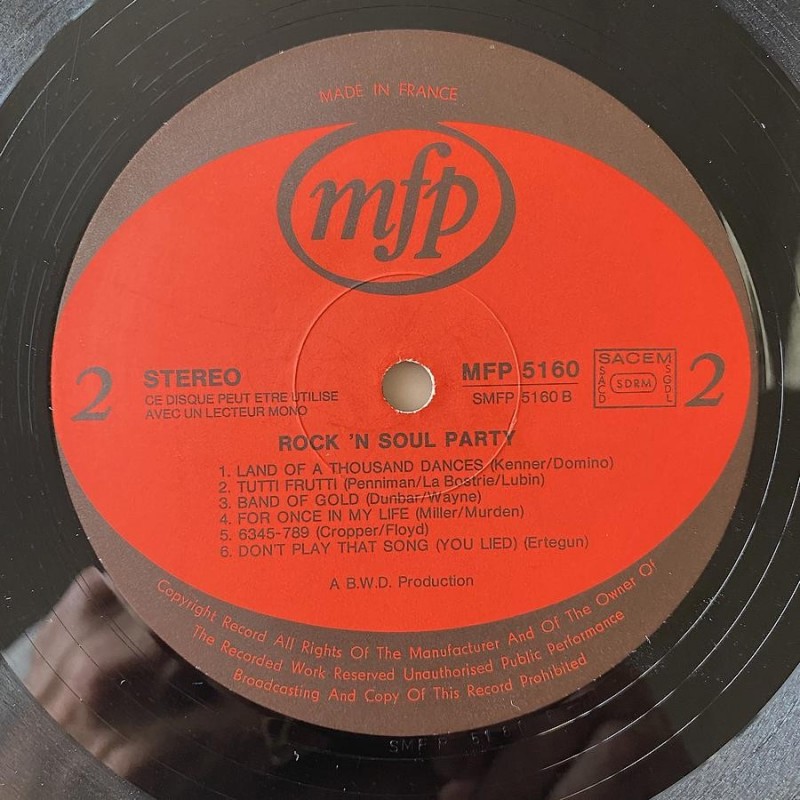 MADE IN FRANCE
mfp
2
STEREO
CE DISQUE PEUT ETRE UTILISE
AVEC UN LECTEUR MONO
MFP 5160
SMFP 5160 B
SACEM
SACD
SDRM
SGDL
2
ROCK 'N SOUL PARTY
1. LAND OF A THOUSAND DANCES (Kenner/Domino)
2. TUTTI FRUTTI (Penniman/La Bostrie/Lubin)
3. BAND OF GOLD (Dunbar/Wayne)
4. FOR ONCE IN MY LIFE (Miller/Murden)
5. 6345-789 (Cropper/Floyd)
6. DON'T PLAY THAT SONG (YOU LIED) (Ertegun)
A B.W.D. Production
Copyright Record All Rights Of The Manufacturer And Of The Owner Of
The Recorded Work Reserved Unauthorised Public Performance
Broadcasting And Copy Of This Record Prohibited